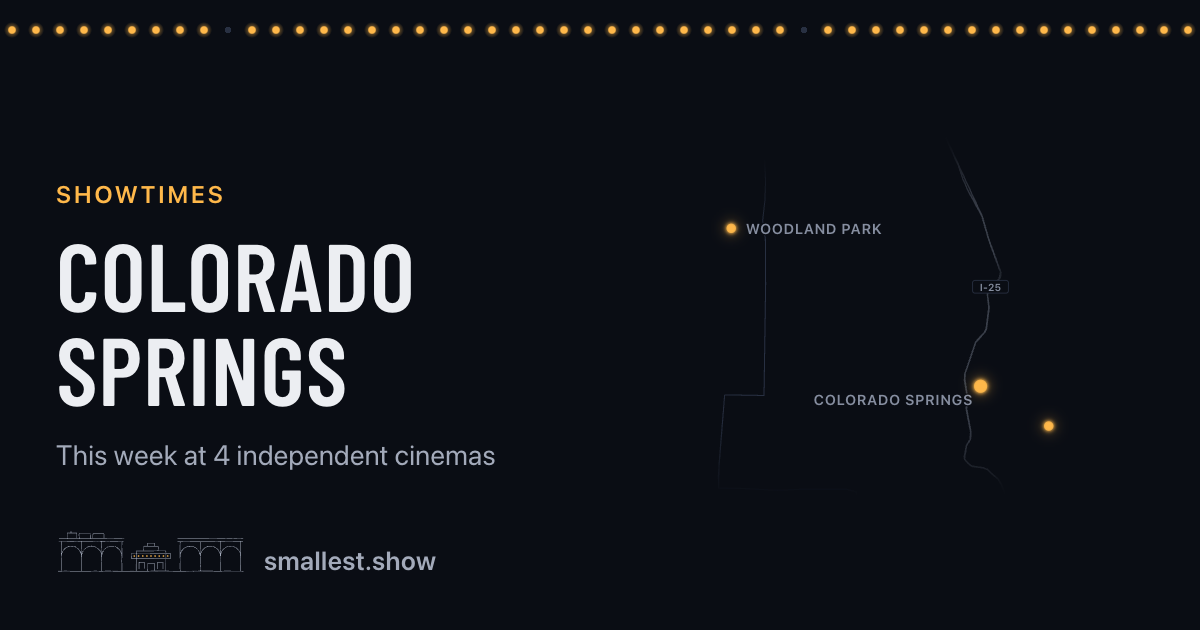 SHOWTIMES
COLORADO
SPRINGS
This week at 4 independent cinemas
smallest.show
WOODLAND PARK
I-25
COLORADO SPRINGS